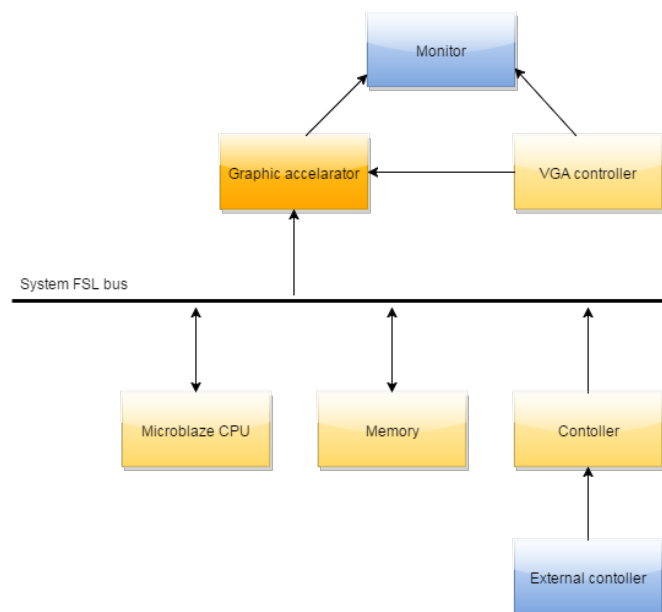 Monitor
Graphic accelarator
VGA controller
System FSL bus
Microblaze CPU
Memory
Contoller
External contoller